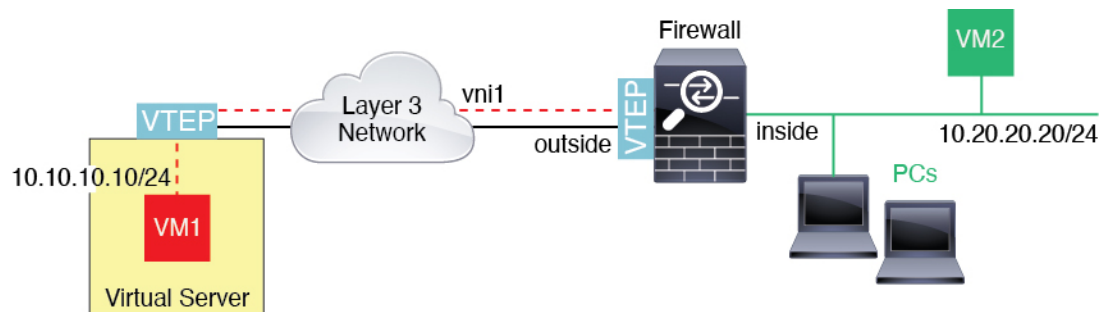 Firewall
VM2
Layer 3
Network
vni1
VTEP
VTEP
outside
inside
10.20.20.20/24
10.10.10.10/24
PCs
VM1
Virtual Server